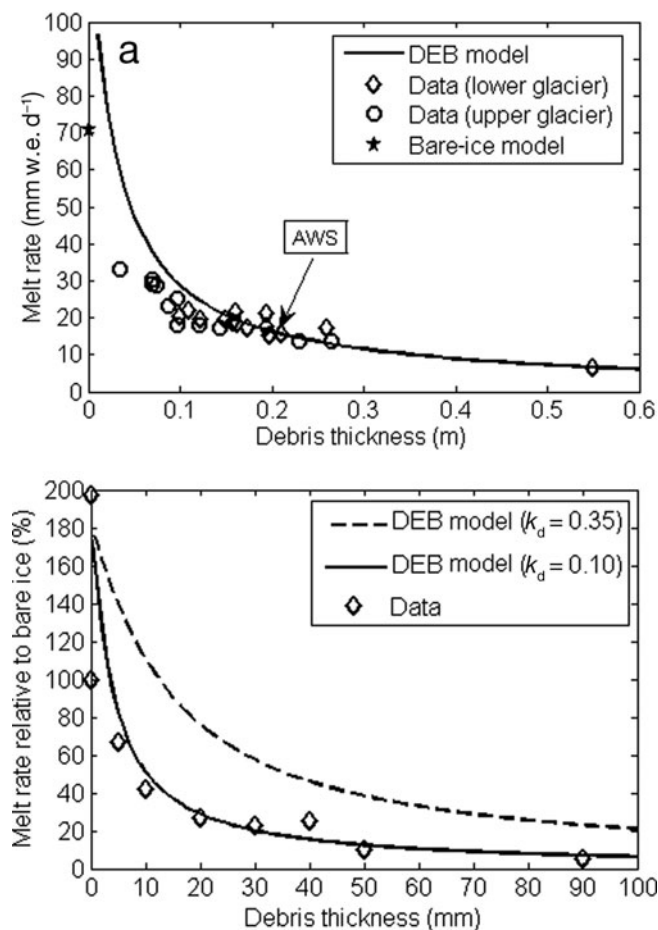 a
DEB model
Data (lower glacier)
Data (upper glacier)
Bare-ice model
AWS
Melt rate (mm w.e. d⁻¹)
100
90
80
70
60
50
40
30
20
10
0
0 0.1 0.2 0.3 0.4 0.5 0.6
Debris thickness (m)
DEB model (kd = 0.35)
DEB model (kd = 0.10)
Data
Melt rate relative to bare ice (%)
200
180
160
140
120
100
80
60
40
20
0
0 10 20 30 40 50 60 70 80 90 100
Debris thickness (mm)